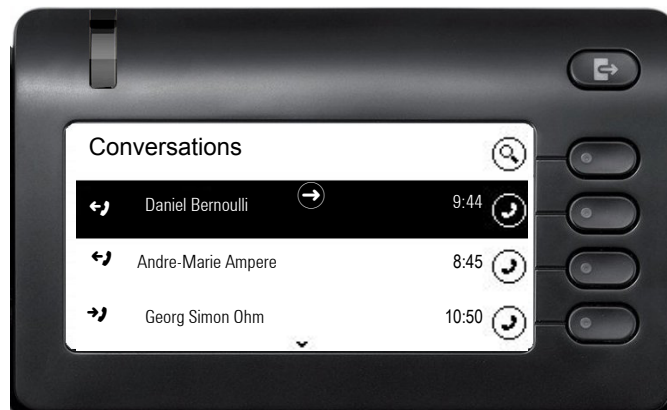 Conversations
Daniel Bernoulli 9:44
Andre-Marie Ampere 8:45
Georg Simon Ohm 10:50